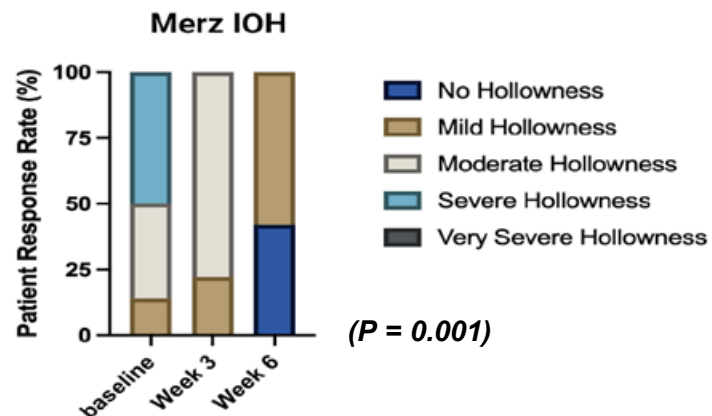 Merz IOH
Patient Response Rate (%)
100
75
50
25
0
baseline
Week 3
Week 6
No Hollowness
Mild Hollowness
Moderate Hollowness
Severe Hollowness
Very Severe Hollowness
(P = 0.001)